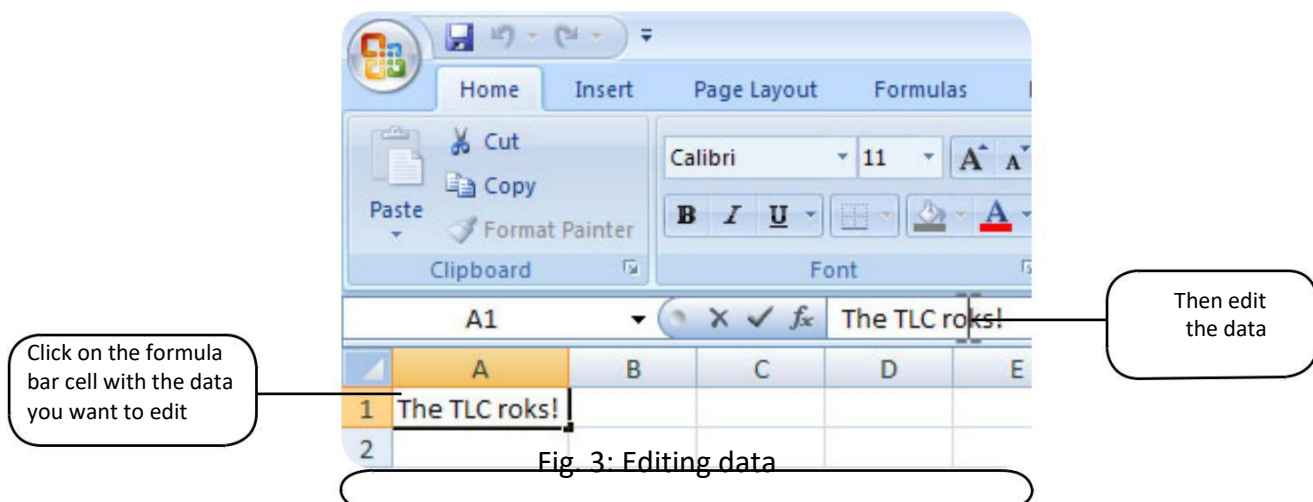 Home Insert Page Layout Formulas
Cut
Calibri 11 A A
Copy
Paste
B I U A
Format Painter
Clipboard Font
A1 fx The TLC roks!
Then edit
the data
Click on the formula
bar cell with the data
you want to edit
A B C D E
1 The TLC roks!
2
Fig. 3: Editing data